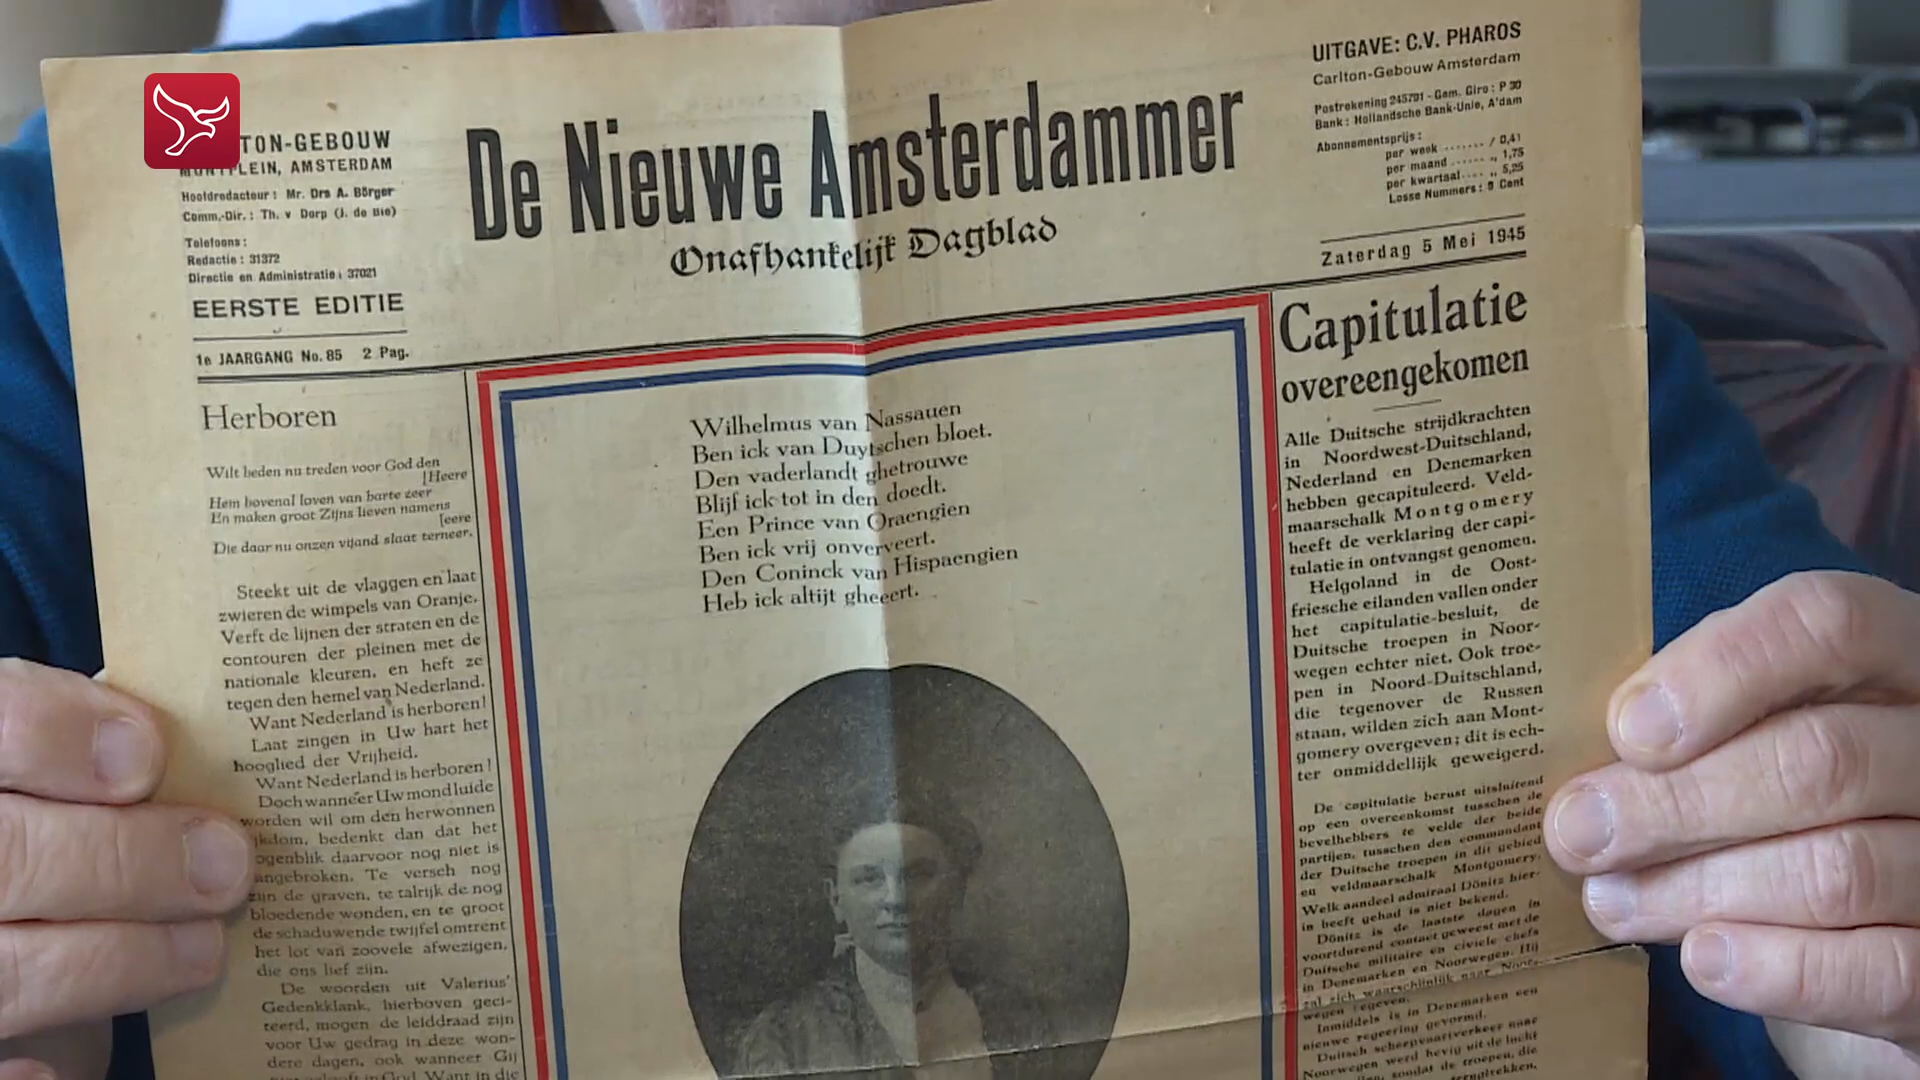 TON-GEBOUW
MONTPLEIN, AMSTERDAM
Hoofdredacteur : Mr. Drs A. Börger
Comm.-Dir. : Th. v Dorp (J. de Bie)
Telefoons :
Redactie : 31372
Directie en Administratie : 37021
EERSTE EDITIE
1e JAARGANG No. 85 2 Pag.
De Nieuwe Amsterdammer
Onafhankelijk Dagblad
UITGAVE: C.V. PHAROS
Carlton-Gebouw Amsterdam
Postrekening 245791 - Gem. Giro : P 30
Bank : Hollandsche Bank-Unie, A'dam
Abonnementsprijs :
per week ....... f 0,41
per maand ...... „ 1,75
per kwartaal .... „ 5,25
Losse Nummers : 8 Cent
Zaterdag 5 Mei 1945
Herboren
Wilt heden nu treden voor God den
[Heere
Hem bovenal loven van harte zeer
En maken groot Zijns lieven namens
[eere
Die daar nu onzen vijand slaat terneer.
Steekt uit de vlaggen en laat
zwieren de wimpels van Oranje.
Verft de lijnen der straten en de
contouren der pleinen met de
nationale kleuren, en heft ze
tegen den hemel van Nederland.
Want Nederland is herboren!
Laat zingen in Uw hart het
hooglied der Vrijheid.
Want Nederland is herboren!
Doch wanneer Uw mond luide
worden wil om den herwonnen
ijkdom, bedenkt dan dat het
ogenblik daarvoor nog niet is
angebroken. Te versch nog
zijn de graven, te talrijk de nog
bloedende wonden, en te groot
de schaduwende twijfel omtrent
het lot van zoovele afwezigen,
die ons lief zijn.
De woorden uit Valerius'
Gedenkklank, hierboven geci-
teerd, mogen de leiddraad zijn
voor Uw gedrag in deze won-
dere dagen, ook wanneer Gij
niet gelooft in God. Want in die
Wilhelmus van Nassauen
Ben ick van Duytschen bloet.
Den vaderlandt ghetrouwe
Blijf ick tot in den doedt.
Een Prince van Oraengien
Ben ick vrij onverveert.
Den Coninck van Hispaengien
Heb ick altijt gheeert.
Capitulatie
overeengekomen
Alle Duitsche strijdkrachten
in Noordwest-Duitschland,
Nederland en Denemarken
hebben gecapituleerd. Veld-
maarschalk Montgomery
heeft de verklaring der capi-
tulatie in ontvangst genomen.
Helgoland in de Oost-
friesche eilanden vallen onder
het capitulatie-besluit, de
Duitsche troepen in Noor-
wegen echter niet. Ook troe-
pen in Noord-Duitschland,
die tegenover de Russen
staan, wilden zich aan Mont-
gomery overgeven; dit is ech-
ter onmiddellijk geweigerd.
De capitulatie berust uitsluitend
op een overeenkomst tusschen de
bevelhebbers te velde der beide
partijen, tusschen den commandant
der Duitsche troepen in dit gebied
en veldmaarschalk Montgomery.
Welk aandeel admiraal Dönitz hier-
in heeft gehad is niet bekend.
Dönitz is de laatste dagen in
voortdurend contact geweest met de
Duitsche militaire en civiele chefs
in Denemarken en Noorwegen. Hij
zal zich waarschijnlijk naar Noor-
wegen begeven.
Inmiddels is in Denemarken een
nieuwe regeering gevormd.
Duitsch scheepvaartverkeer naar
Noorwegen werd hevig uit de lucht
zoodat de troepen, die
terugtrekken,